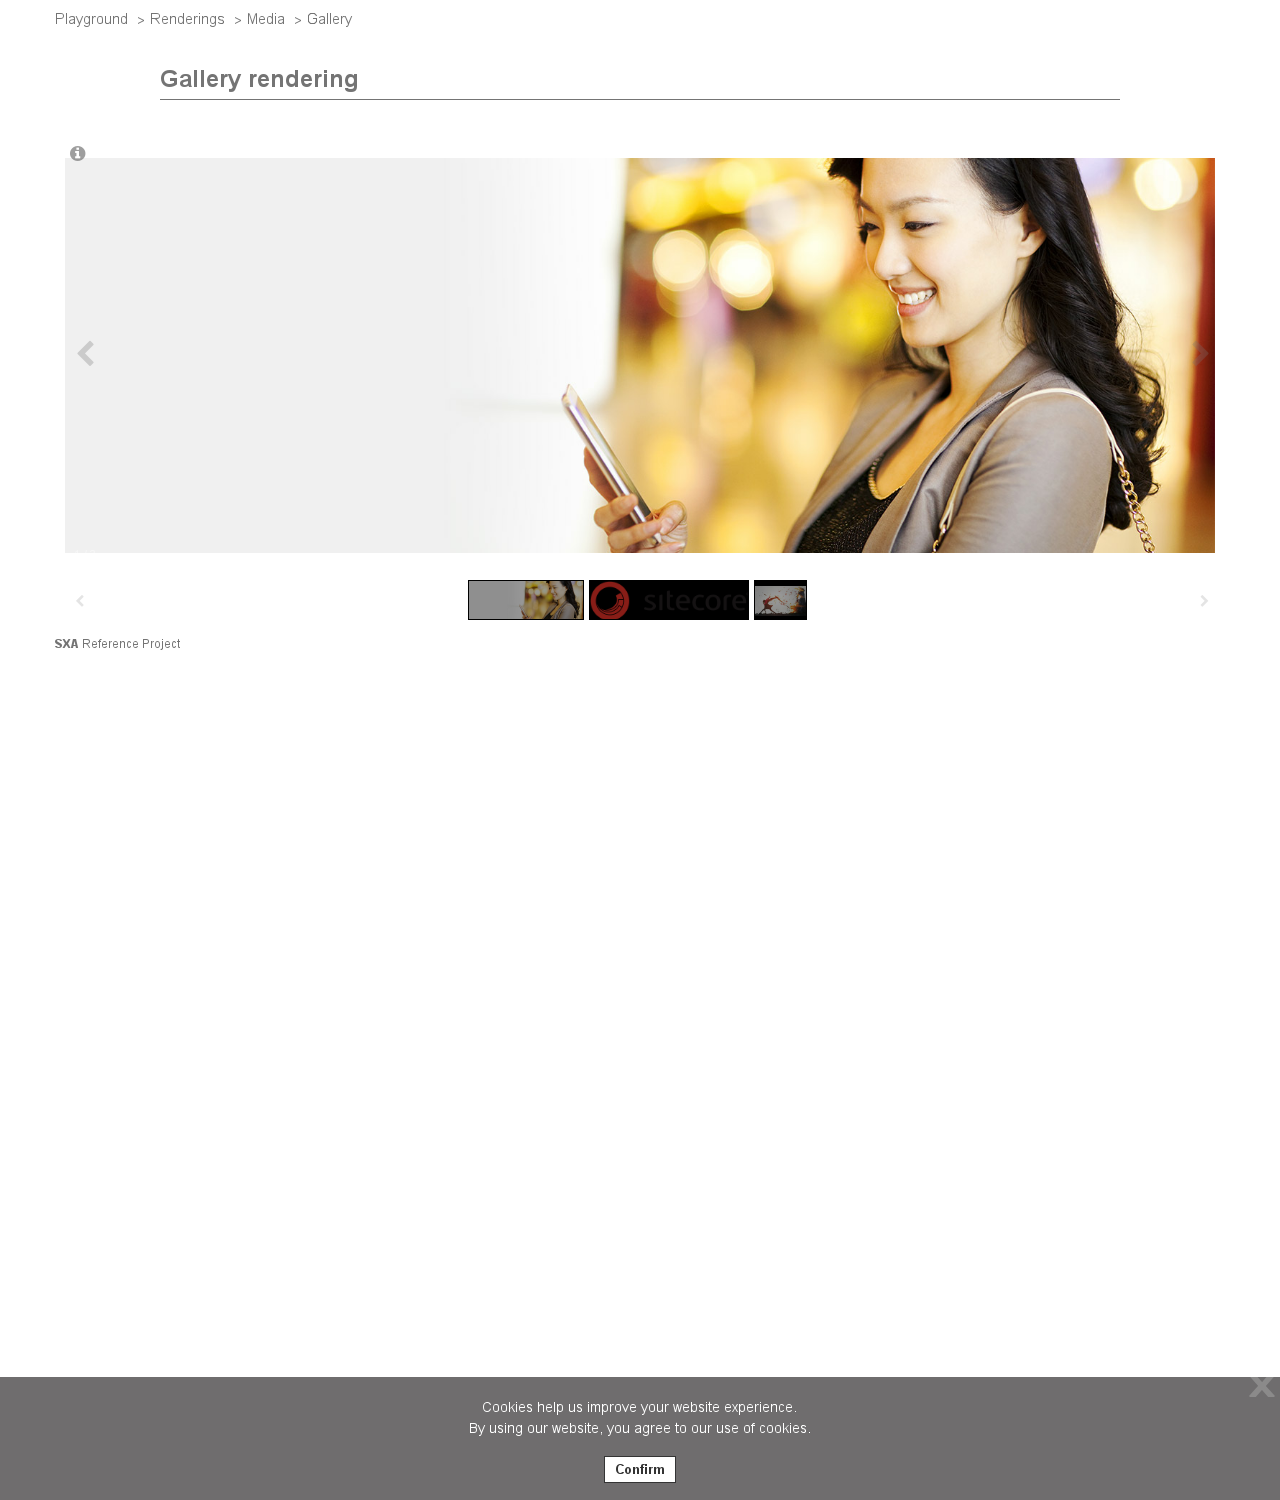 Playground > Renderings > Media > Gallery
Gallery rendering
sitecore
SXA Reference Project
Cookies help us improve your website experience.
By using our website, you agree to our use of cookies.
Confirm